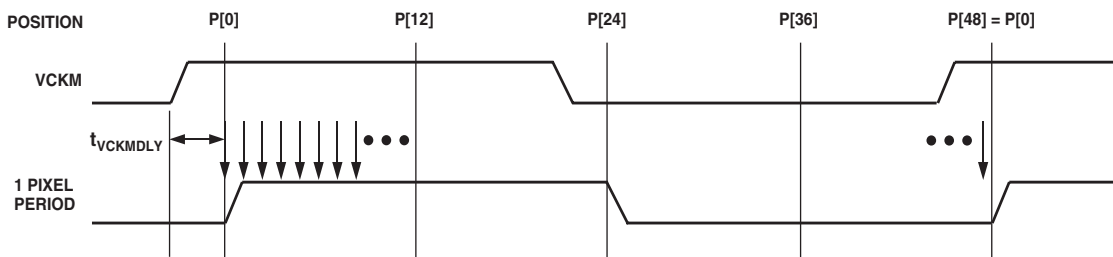 POSITION P[0] P[12] P[24] P[36] P[48] = P[0]
VCKM
tVCKMDLY
1 PIXEL
PERIOD